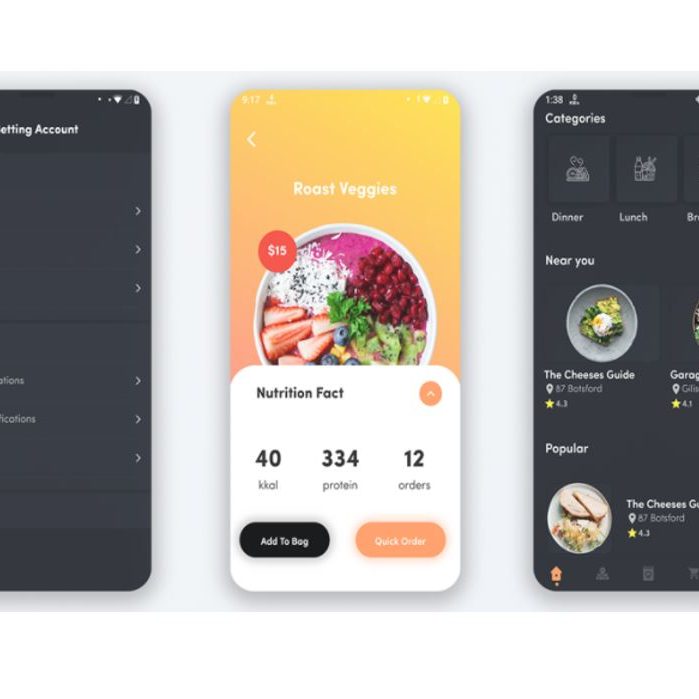 etting Account
ations
fications
9:17
Roast Veggies
$15
Nutrition Fact
40
334
12
kkal
protein
orders
Add To Bag
Quick Order
1:38
Categories
Dinner
Lunch
Br
Near you
The Cheeses Guide
Garag
87 Botsford
Gilis
4.3
4.1
Popular
The Cheeses Gu
87 Botsford
4.3